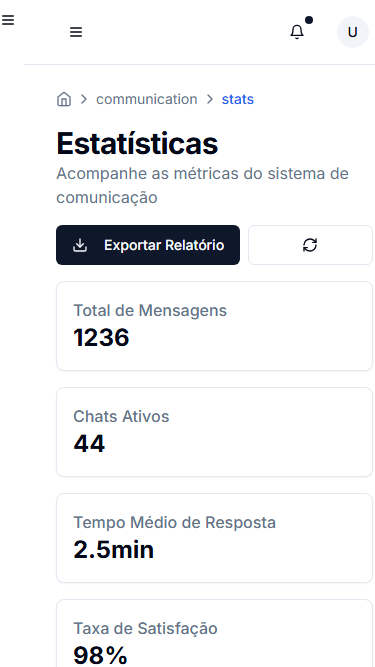 U
communication stats
Estatísticas
Acompanhe as métricas do sistema de
comunicação
Exportar Relatório
Total de Mensagens
1236
Chats Ativos
44
Tempo Médio de Resposta
2.5min
Taxa de Satisfação
98%